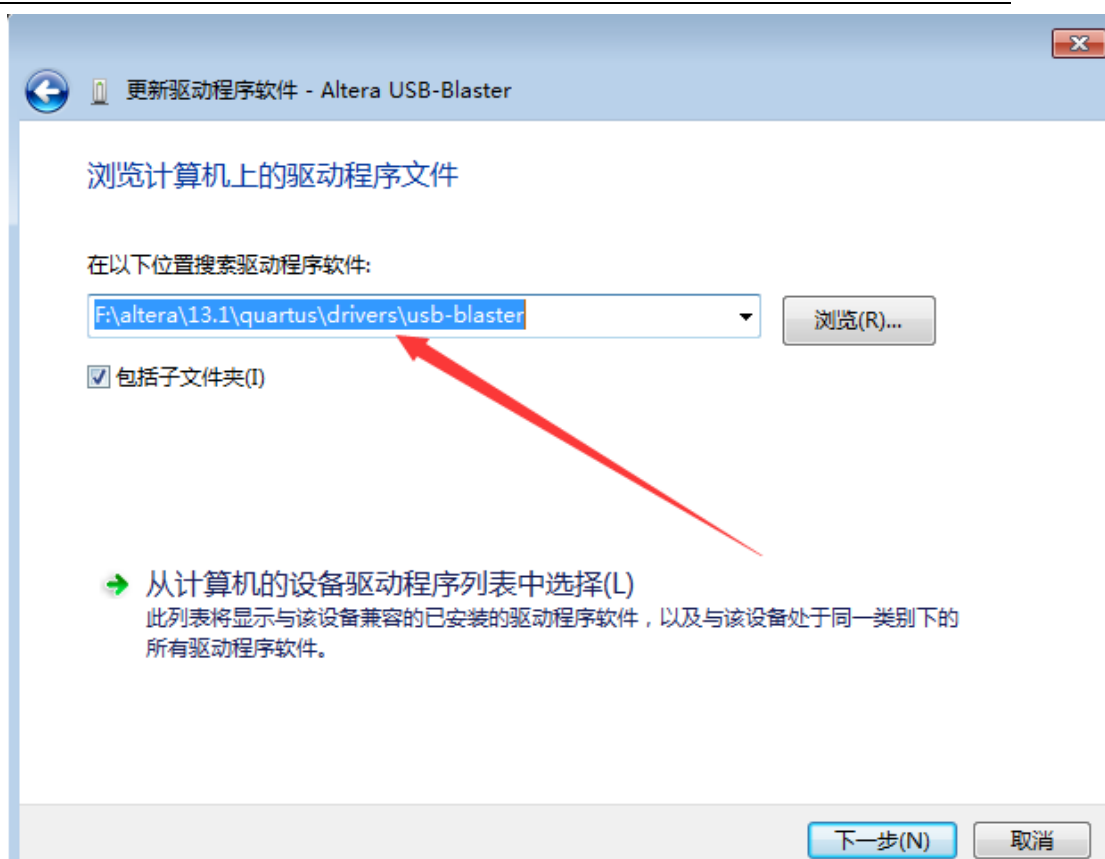 更新驱动程序软件 - Altera USB-Blaster
浏览计算机上的驱动程序文件
在以下位置搜索驱动程序软件:
F:\altera\13.1\quartus\drivers\usb-blaster
浏览(R)...
包括子文件夹(I)
从计算机的设备驱动程序列表中选择(L)
此列表将显示与该设备兼容的已安装的驱动程序软件，以及与该设备处于同一类别下的
所有驱动程序软件。
下一步(N)
取消